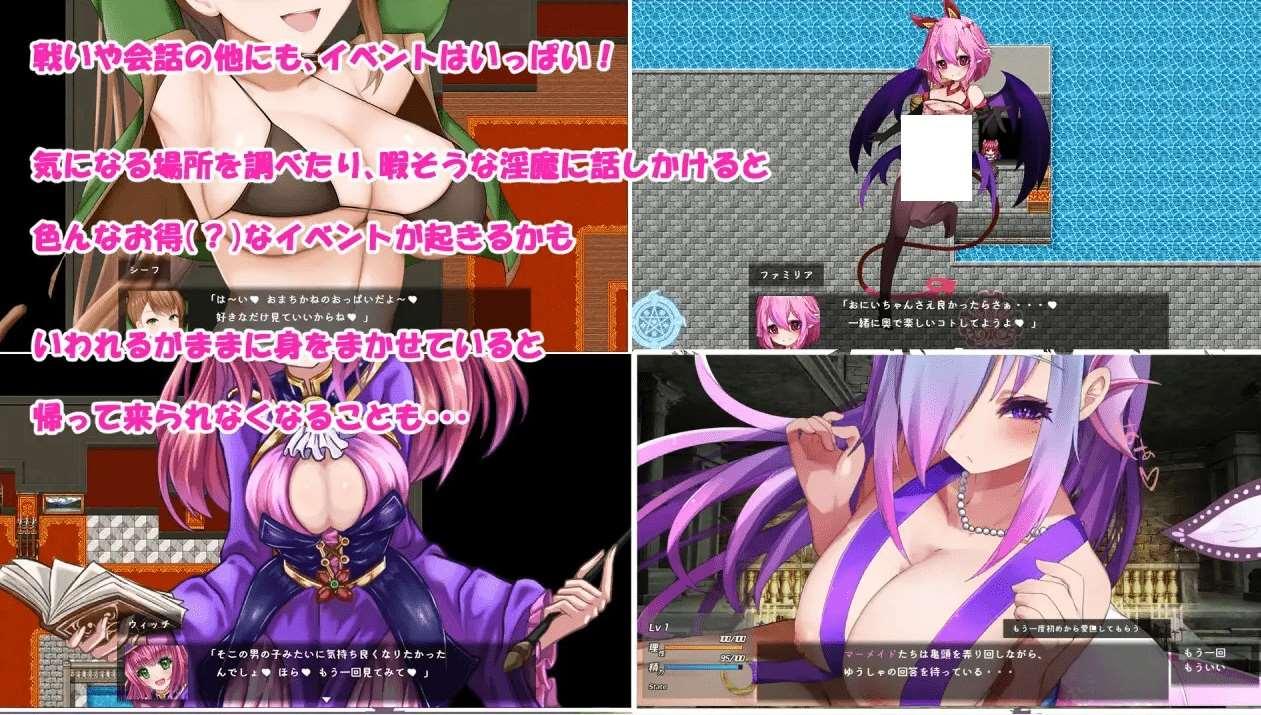 戦いや会話の他にも、イベントはいっぱい！
気になる場所を調べたり、暇そうな淫魔に話しかけると
色んなお得(？)なイベントが起きるかも
いわれるがままに身をまかせていると
帰って来られなくなることも・・・
シーフ
「は～い♥ おまちかねのおっぱいだよ～♥
好きなだけ見ていいからね♥ 」
ファミリア
「おにいちゃんさえ良かったらさぁ・・・♥
一緒に奥で楽しいコトしてようよ♥ 」
ウィッチ
「そこの男の子みたいに気持ち良くなりたかった
んでしょ♥ ほら♥ もう一回見てみて♥ 」
Lv 1
理性
100/100
精力
95/100
State
もう一度初めから愛撫してもらう
マーメイドたちは亀頭を弄り回しながら、
ゆうしゃの回答を待っている・・・
もう一回
もういい